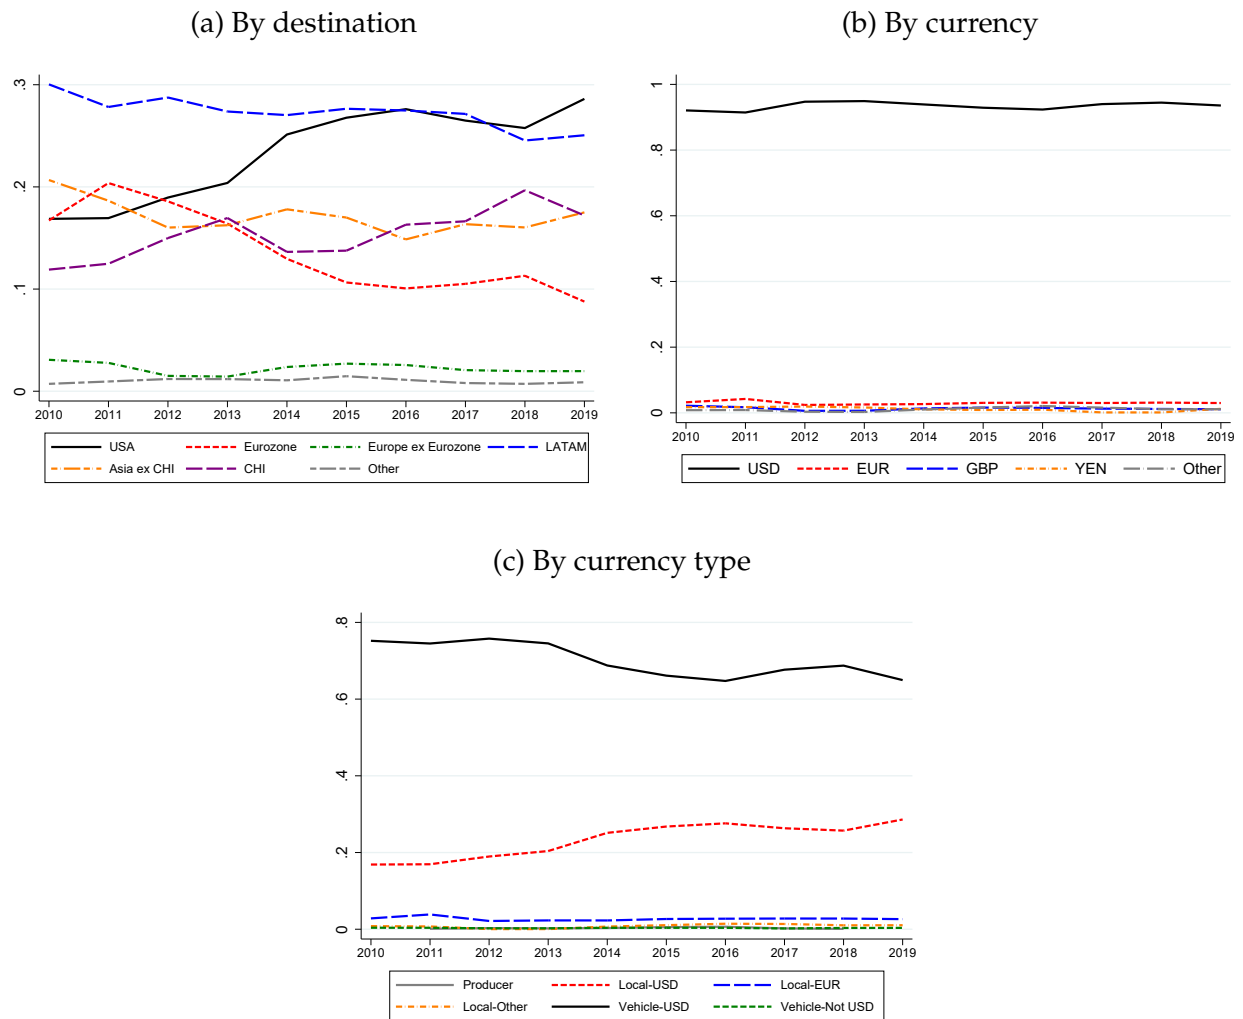 (a) By destination
.3
.2
.1
0
2010 2011 2012 2013 2014 2015 2016 2017 2018 2019
USA Eurozone Europe ex Eurozone LATAM
Asia ex CHI CHI Other
(b) By currency
1
.8
.6
.4
.2
0
2010 2011 2012 2013 2014 2015 2016 2017 2018 2019
USD EUR GBP YEN Other
(c) By currency type
.8
.6
.4
.2
0
2010 2011 2012 2013 2014 2015 2016 2017 2018 2019
Producer Local-USD Local-EUR
Local-Other Vehicle-USD Vehicle-Not USD